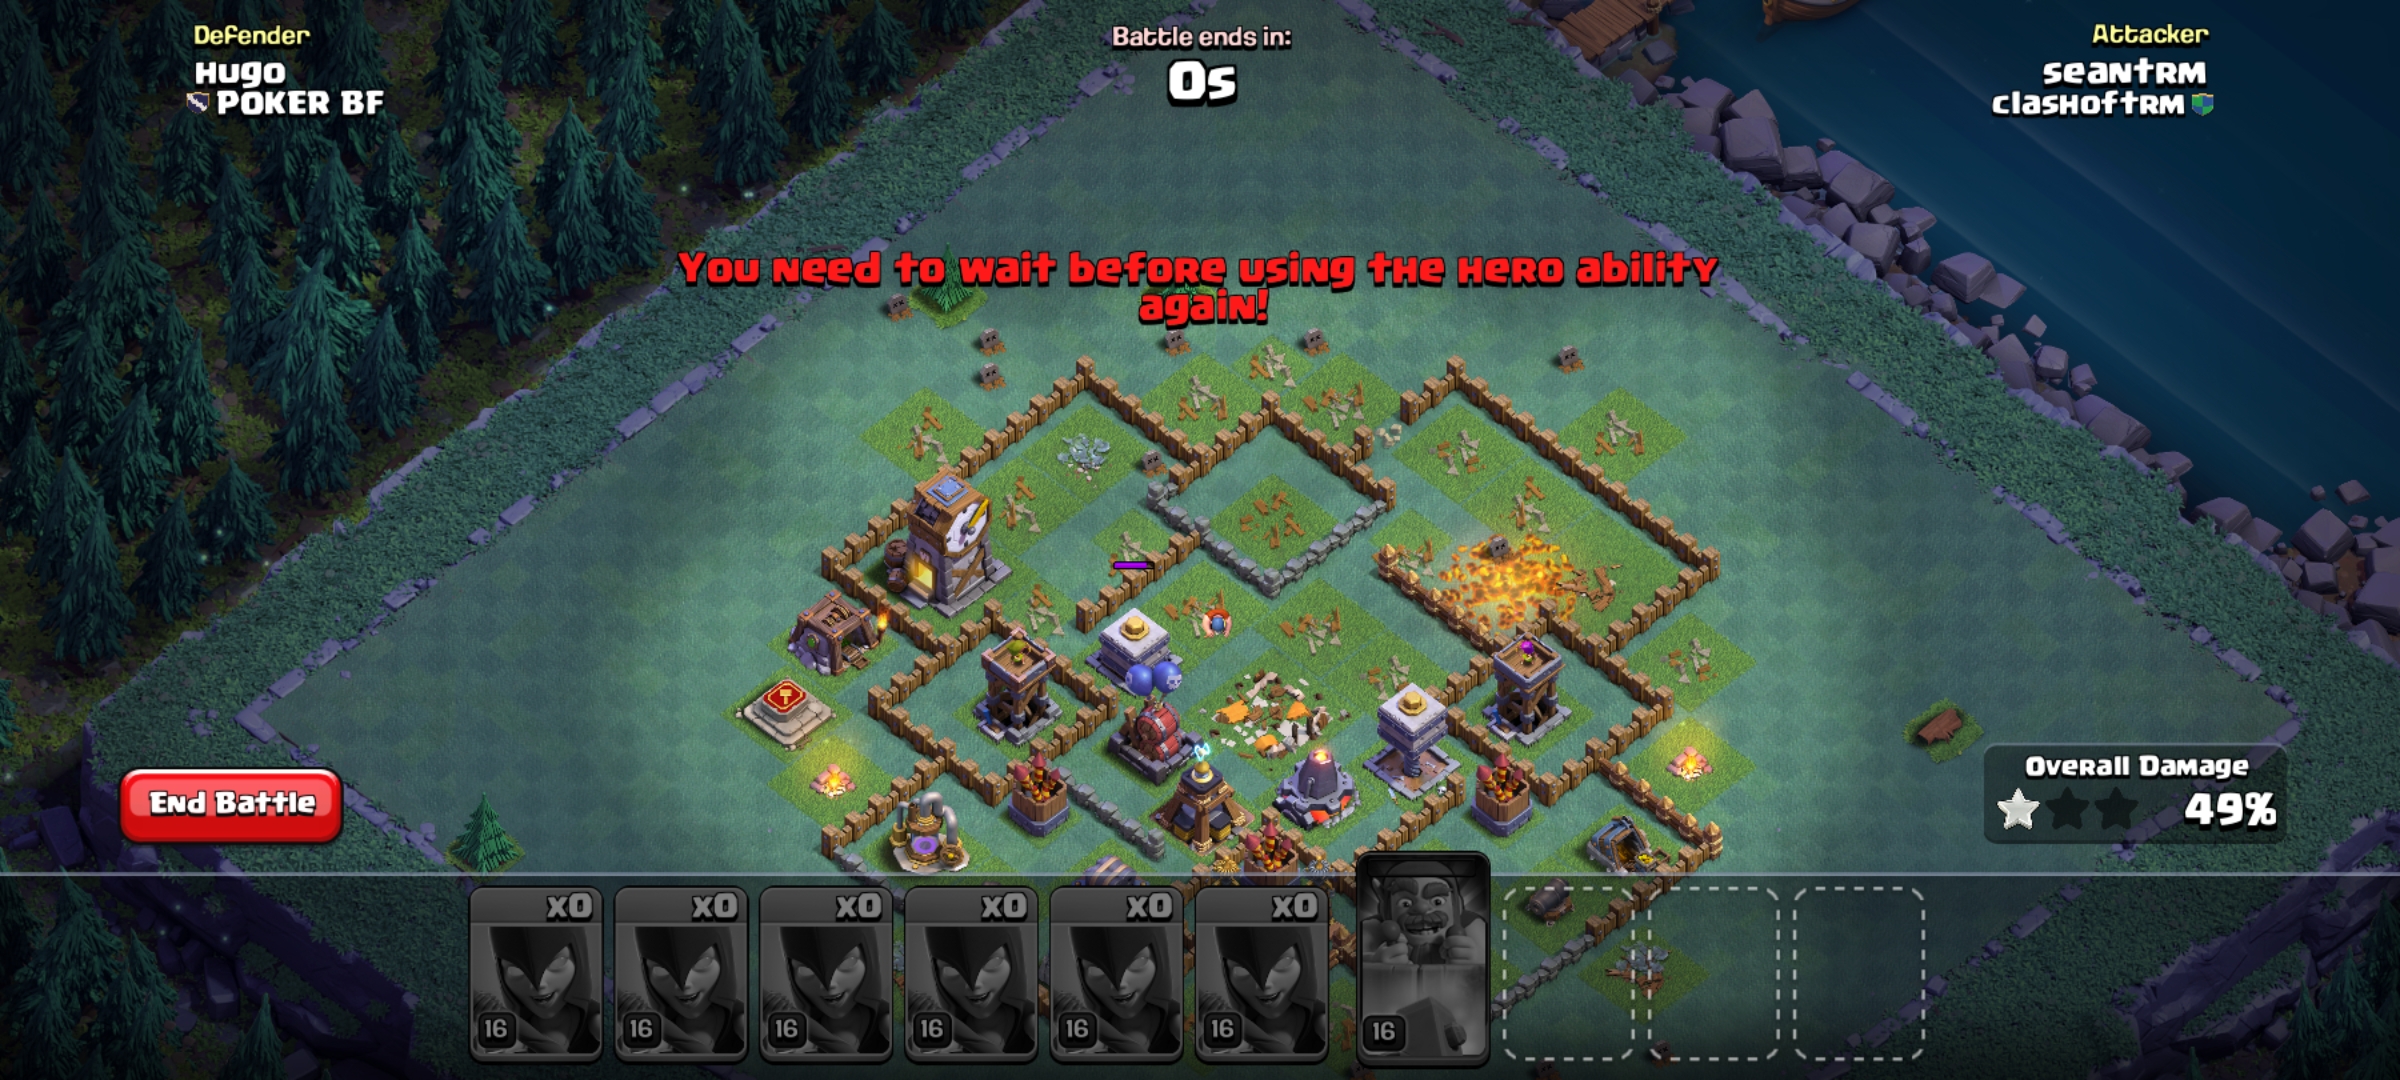 Defender
Hugo
POKER BF
Battle ends in:
0s
Attacker
seantRM
clashoftRM
You need to wait before using the Hero ability
again!
End Battle
Overall Damage
49%
x0
x0
x0
x0
x0
x0
16
16
16
16
16
16
16